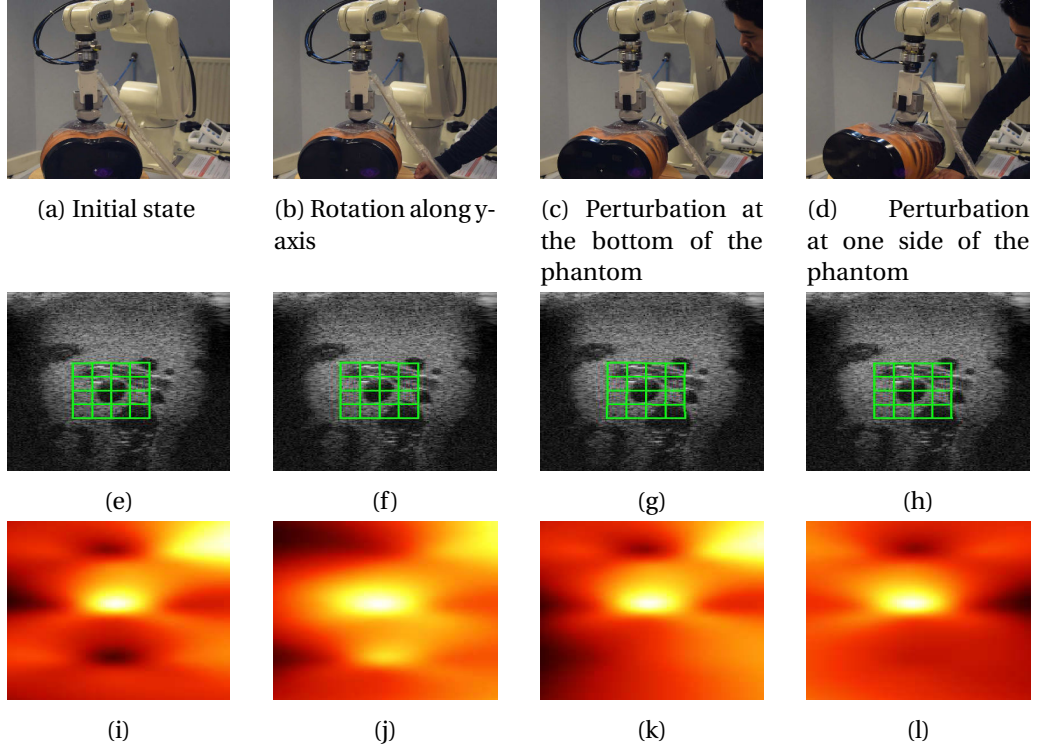 (a) Initial state
(b) Rotation along y-
axis
(c) Perturbation at
the bottom of the
phantom
(d) Perturbation
at one side of the
phantom
(e)
(f)
(g)
(h)
(i)
(j)
(k)
(l)